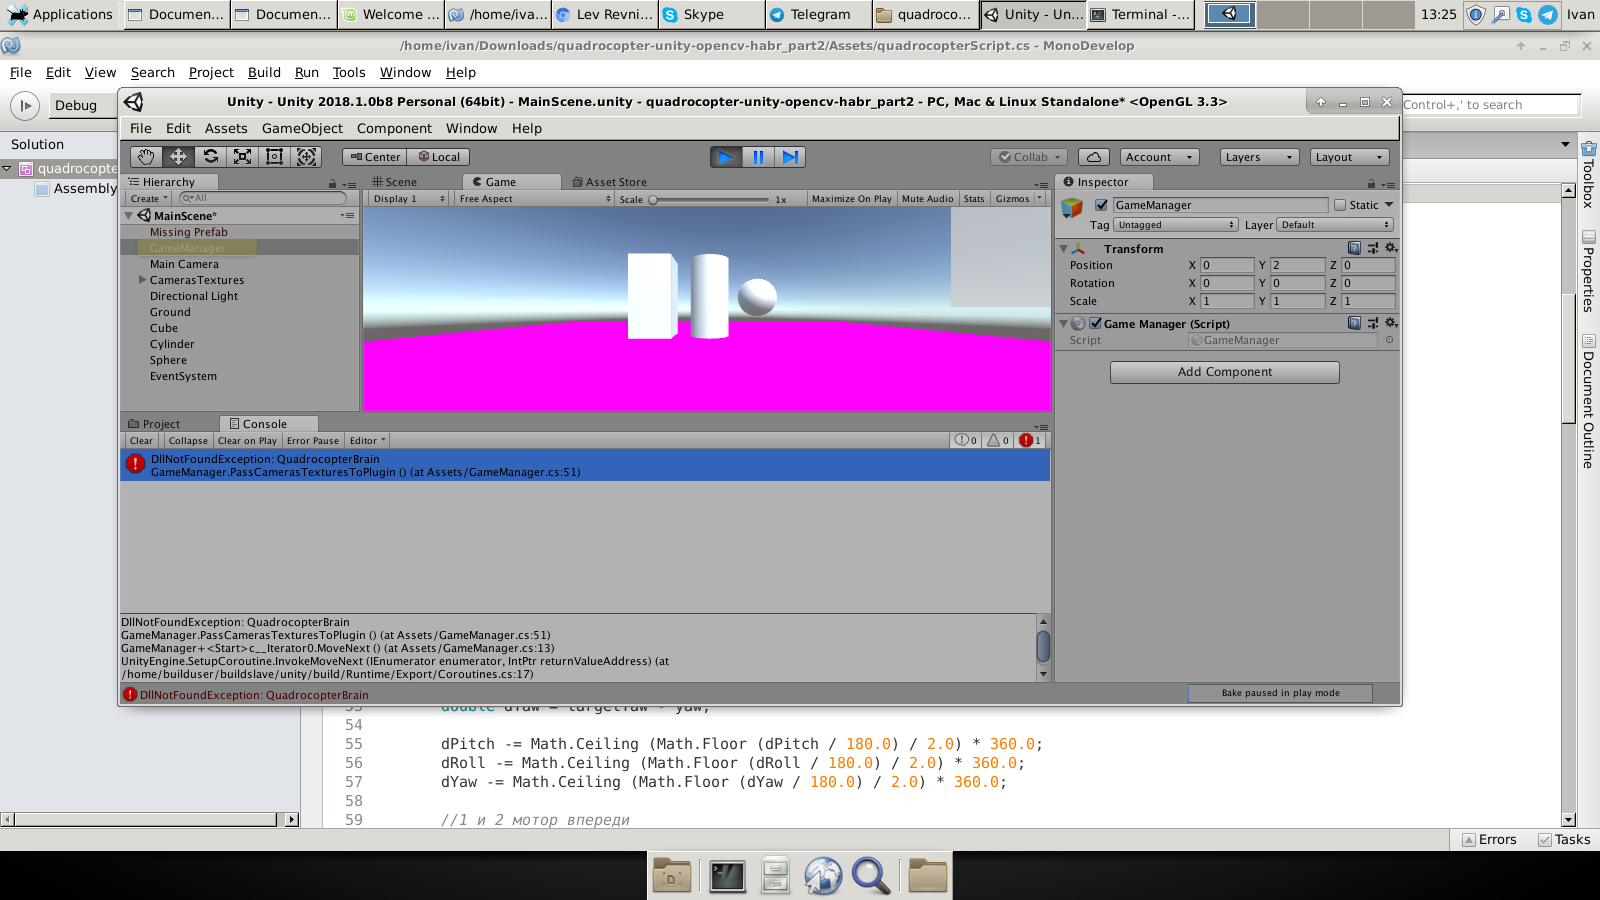 Applications
Documen...
Documen...
Welcome ...
/home/iva...
Lev Revni...
Skype
Telegram
quadroco...
Unity - Un...
Terminal -...
13:25
Ivan
/home/ivan/Downloads/quadrocopter-unity-opencv-habr_part2/Assets/quadrocopterScript.cs - MonoDevelop
File Edit View Search Project Build Run Tools Window Help
Debug
Control+,' to search
Solution
quadrocopte
Assembly
Toolbox
Properties
Document Outline
Unity - Unity 2018.1.0b8 Personal (64bit) - MainScene.unity - quadrocopter-unity-opencv-habr_part2 - PC, Mac & Linux Standalone* <OpenGL 3.3>
File Edit Assets GameObject Component Window Help
Center Local
Collab
Account
Layers
Layout
Hierarchy
Create
All
MainScene*
Missing Prefab
GameManager
Main Camera
CamerasTextures
Directional Light
Ground
Cube
Cylinder
Sphere
EventSystem
Scene
Game
Asset Store
Display 1
Free Aspect
Scale 1x
Maximize On Play
Mute Audio
Stats
Gizmos
Inspector
GameManager
Static
Tag Untagged
Layer Default
Transform
Position X 0 Y 2 Z 0
Rotation X 0 Y 0 Z 0
Scale X 1 Y 1 Z 1
Game Manager (Script)
Script GameManager
Add Component
Project
Console
Clear Collapse Clear on Play Error Pause Editor
0 0 1
DllNotFoundException: QuadrocopterBrain
GameManager.PassCamerasTexturesToPlugin () (at Assets/GameManager.cs:51)
DllNotFoundException: QuadrocopterBrain
GameManager.PassCamerasTexturesToPlugin () (at Assets/GameManager.cs:51)
GameManager+<Start>c__Iterator0.MoveNext () (at Assets/GameManager.cs:13)
UnityEngine.SetupCoroutine.InvokeMoveNext (IEnumerator enumerator, IntPtr returnValueAddress) (at
/home/builduser/buildslave/unity/build/Runtime/Export/Coroutines.cs:17)
DllNotFoundException: QuadrocopterBrain
Bake paused in play mode
53 double dYaw = targetYaw - yaw;
54
55 dPitch -= Math.Ceiling (Math.Floor (dPitch / 180.0) / 2.0) * 360.0;
56 dRoll -= Math.Ceiling (Math.Floor (dRoll / 180.0) / 2.0) * 360.0;
57 dYaw -= Math.Ceiling (Math.Floor (dYaw / 180.0) / 2.0) * 360.0;
58
59 //1 и 2 мотор впереди
Errors
Tasks